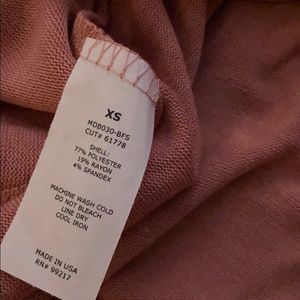 XS
MD8030-BFS
CUT# 61778
SHELL:
77% POLYESTER
19% RAYON
4% SPANDEX
MACHINE WASH COLD
DO NOT BLEACH
LINE DRY
COOL IRON
MADE IN USA
RN# 99217